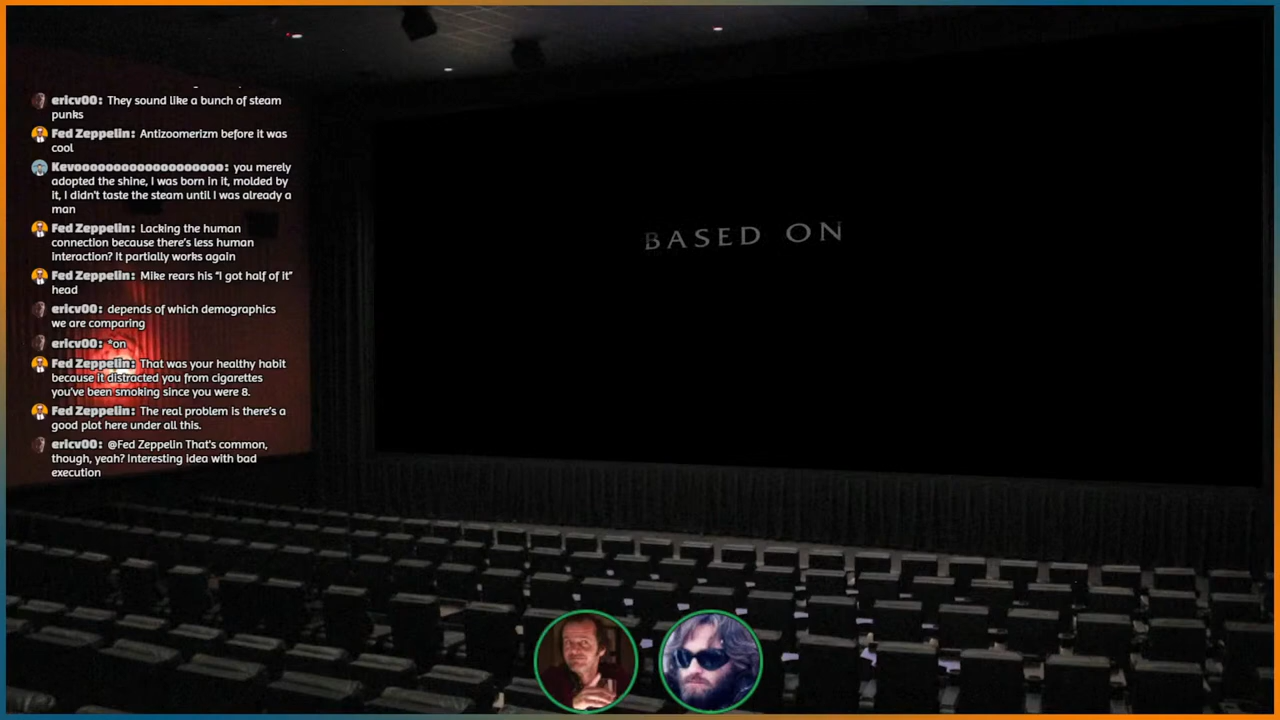 ericv00: They sound like a bunch of steam
punks
Fed Zeppelin: Antizoomerizm before it was
cool
Kevoooooooooooooooooo: you merely
adopted the shine, I was born in it, molded by
it, I didn't taste the steam until I was already a
man
Fed Zeppelin: Lacking the human
connection because there's less human
interaction? It partially works again
Fed Zeppelin: Mike rears his "I got half of it"
head
ericv00: depends of which demographics
we are comparing
ericv00: *on
Fed Zeppelin: That was your healthy habit
because it distracted you from cigarettes
you've been smoking since you were 8.
Fed Zeppelin: The real problem is there's a
good plot here under all this.
ericv00: @Fed Zeppelin That's common,
though, yeah? Interesting idea with bad
execution
BASED ON